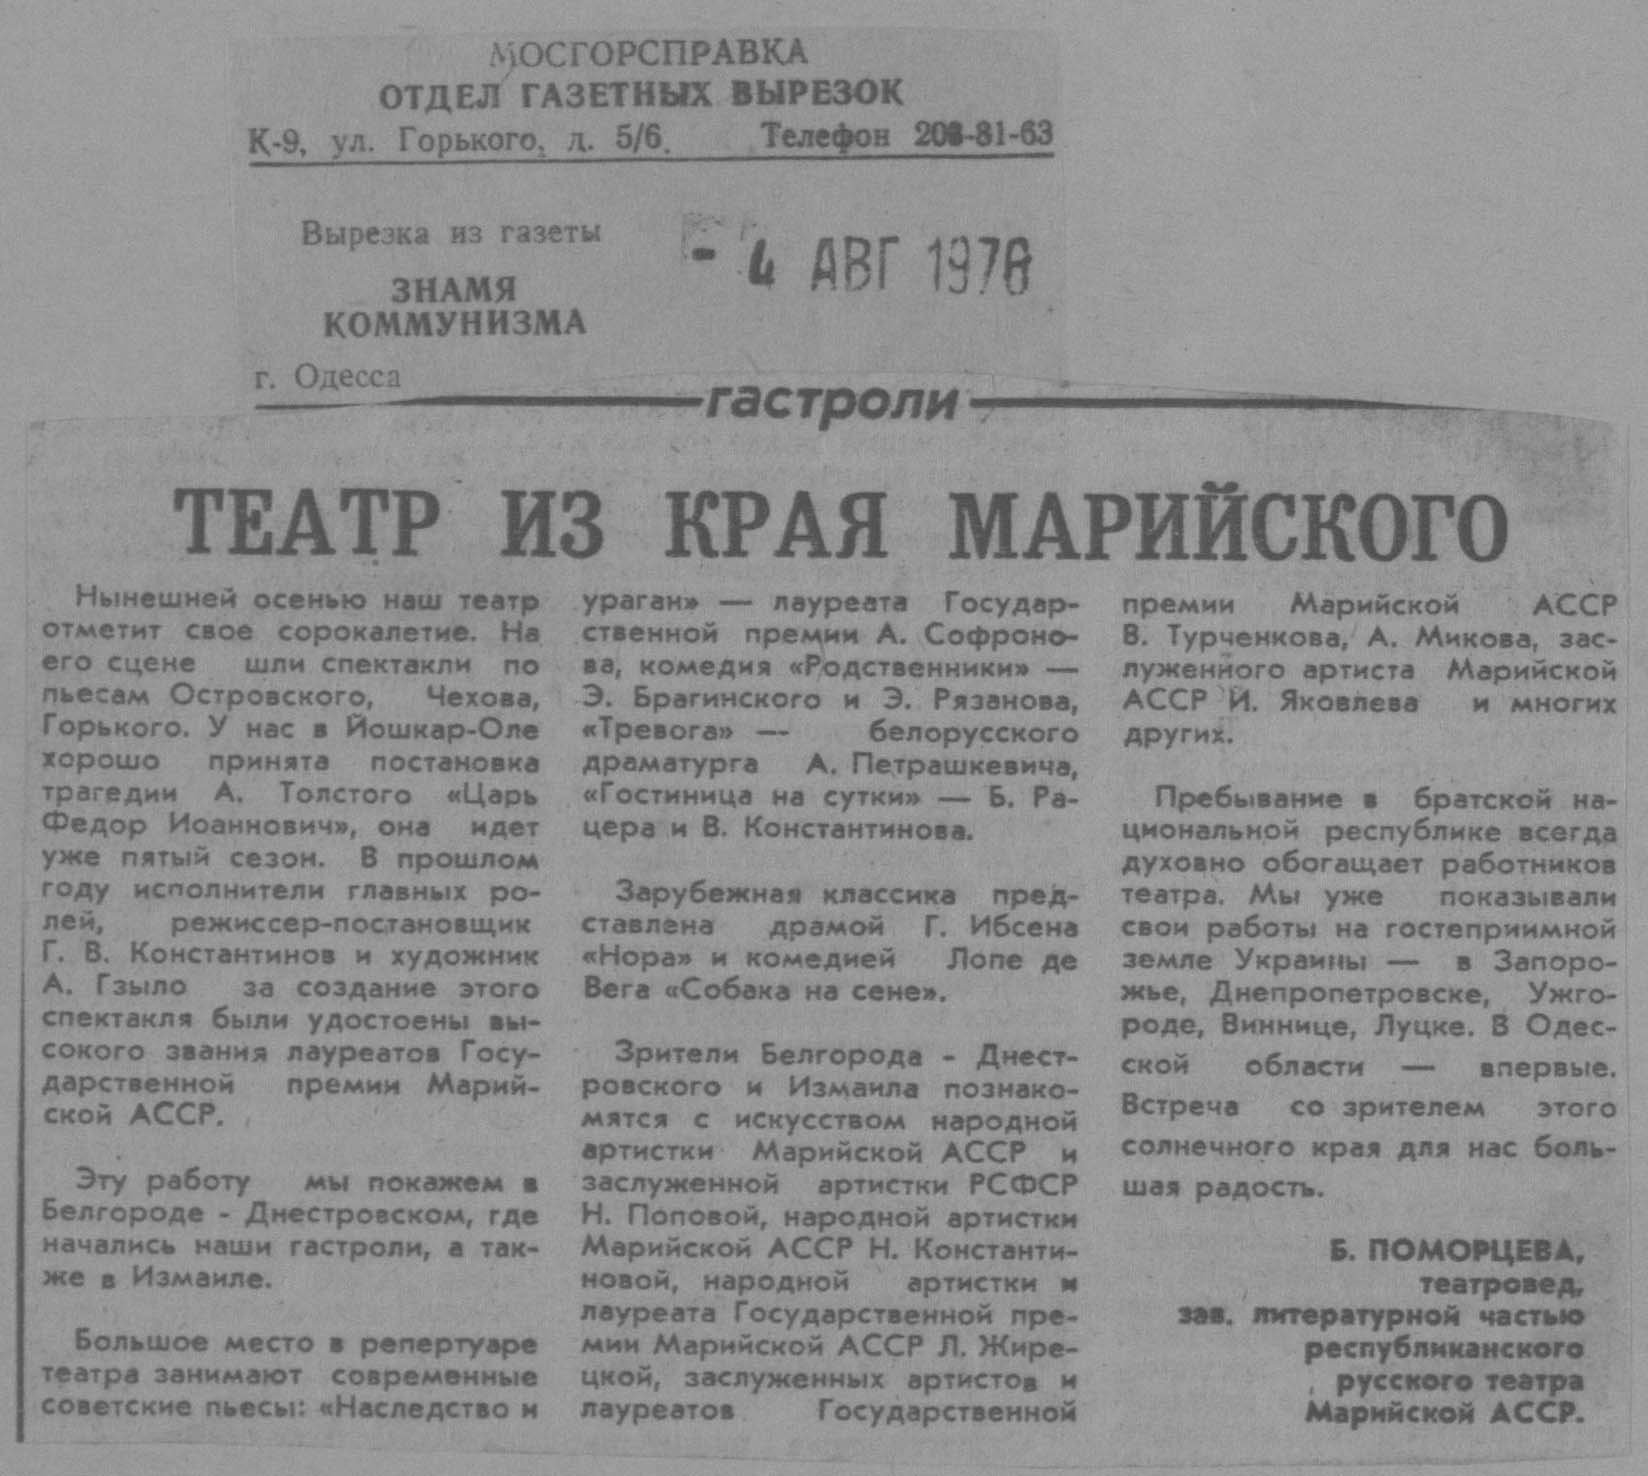 МОСГОРСПРАВКА
ОТДЕЛ ГАЗЕТНЫХ ВЫРЕЗОК
К-9, ул. Горького, д. 5/6. Телефон 203-81-63
Вырезка из газеты
- 4 АВГ 1978
ЗНАМЯ
КОММУНИЗМА
г. Одесса
гастроли
ТЕАТР ИЗ КРАЯ МАРИЙСКОГО
Нынешней осенью наш театр
отметит свое сорокалетие. На
его сцене шли спектакли по
пьесам Островского, Чехова,
Горького. У нас в Йошкар-Оле
хорошо принята постановка
трагедии А. Толстого «Царь
Федор Иоаннович», она идет
уже пятый сезон. В прошлом
году исполнители главных ро-
лей, режиссер-постановщик
Г. В. Константинов и художник
А. Гзыло за создание этого
спектакля были удостоены вы-
сокого звания лауреатов Госу-
дарственной премии Марий-
ской АССР.
Эту работу мы покажем в
Белгороде - Днестровском, где
начались наши гастроли, а так-
же в Измаиле.
Большое место в репертуаре
театра занимают современные
советские пьесы: «Наследство и
ураган» — лауреата Государ-
ственной премии А. Софроно-
ва, комедия «Родственники» —
Э. Брагинского и Э. Рязанова,
«Тревога» — белорусского
драматурга А. Петрашкевича,
«Гостиница на сутки» — Б. Ра-
цера и В. Константинова.
Зарубежная классика пред-
ставлена драмой Г. Ибсена
«Нора» и комедией Лопе де
Вега «Собака на сене».
Зрители Белгорода - Днест-
ровского и Измаила познако-
мятся с искусством народной
артистки Марийской АССР и
заслуженной артистки РСФСР
Н. Поповой, народной артистки
Марийской АССР Н. Константи-
новой, народной артистки и
лауреата Государственной пре-
мии Марийской АССР Л. Жире-
цкой, заслуженных артистов и
лауреатов Государственной
премии Марийской АССР
В. Турченкова, А. Микова, зас-
луженного артиста Марийской
АССР И. Яковлева и многих
других.
Пребывание в братской на-
циональной республике всегда
духовно обогащает работников
театра. Мы уже показывали
свои работы на гостеприимной
земле Украины — в Запоро-
жье, Днепропетровске, Ужго-
роде, Виннице, Луцке. В Одес-
ской области — впервые.
Встреча со зрителем этого
солнечного края для нас боль-
шая радость.
Б. ПОМОРЦЕВА,
театровед,
зав. литературной частью
республиканского
русского театра
Марийской АССР.